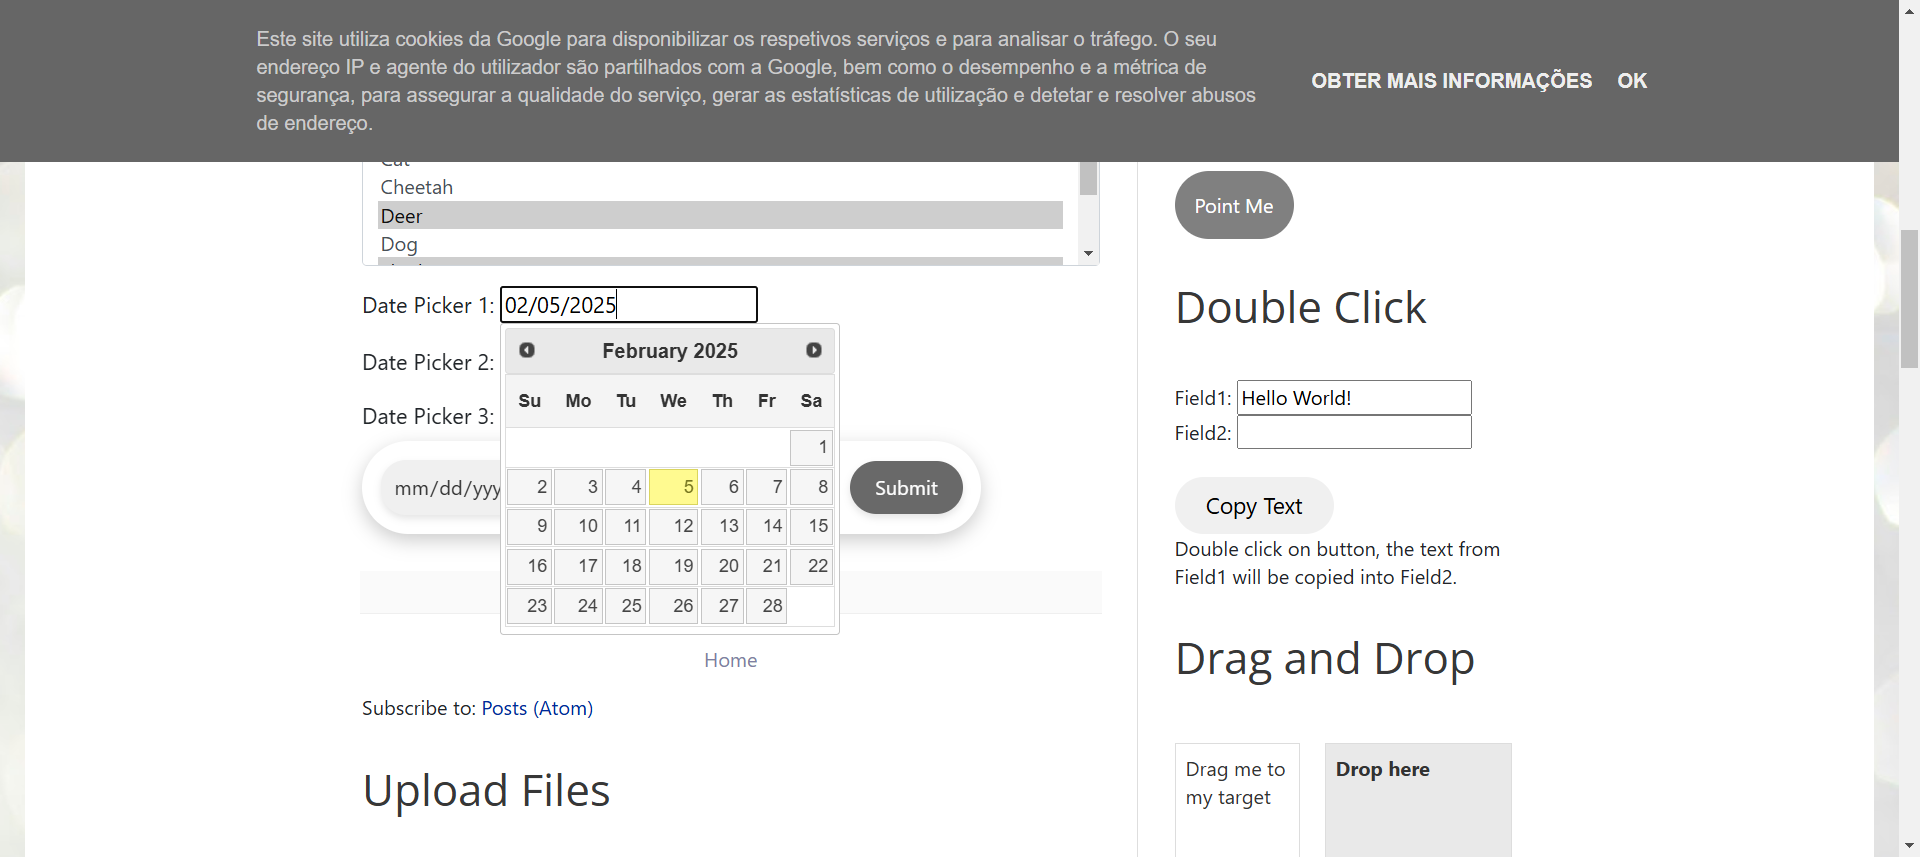 Este site utiliza cookies da Google para disponibilizar os respetivos serviços e para analisar o tráfego. O seu
endereço IP e agente do utilizador são partilhados com a Google, bem como o desempenho e a métrica de
segurança, para assegurar a qualidade do serviço, gerar as estatísticas de utilização e detetar e resolver abusos
de endereço.
OBTER MAIS INFORMAÇÕES OK
Cat
Cheetah
Deer
Dog
Date Picker 1: 02/05/2025
Date Picker 2:
Date Picker 3:
mm/dd/yyy
Submit
February 2025
Su Mo Tu We Th Fr Sa
1
2 3 4 5 6 7 8
9 10 11 12 13 14 15
16 17 18 19 20 21 22
23 24 25 26 27 28
Home
Subscribe to: Posts (Atom)
Upload Files
Point Me
Double Click
Field1: Hello World!
Field2:
Copy Text
Double click on button, the text from
Field1 will be copied into Field2.
Drag and Drop
Drag me to
my target
Drop here